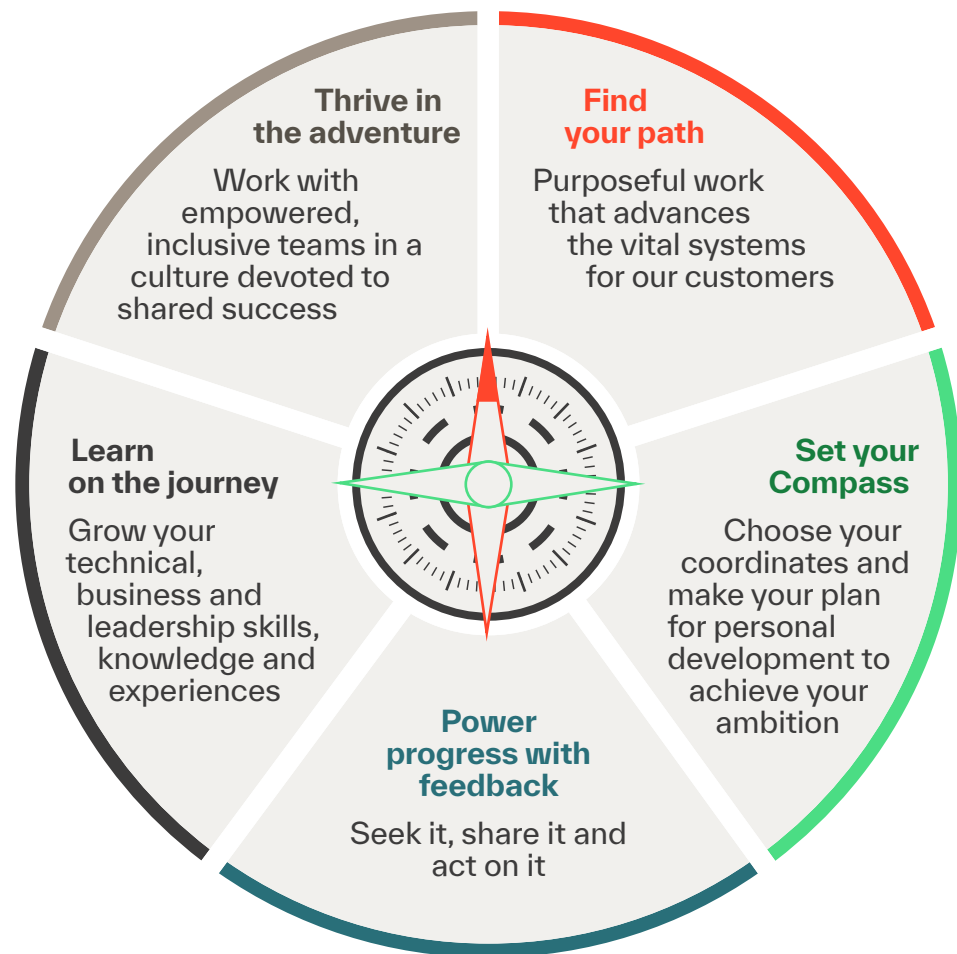 Thrive in
the adventure
Work with
empowered,
inclusive teams in a
culture devoted to
shared success
Find
your path
Purposeful work
that advances
the vital systems
for our customers
Set your
Compass
Choose your
coordinates and
make your plan
for personal
development to
achieve your
ambition
Power
progress with
feedback
Seek it, share it and
act on it
Learn
on the journey
Grow your
technical,
business and
leadership skills,
knowledge and
experiences